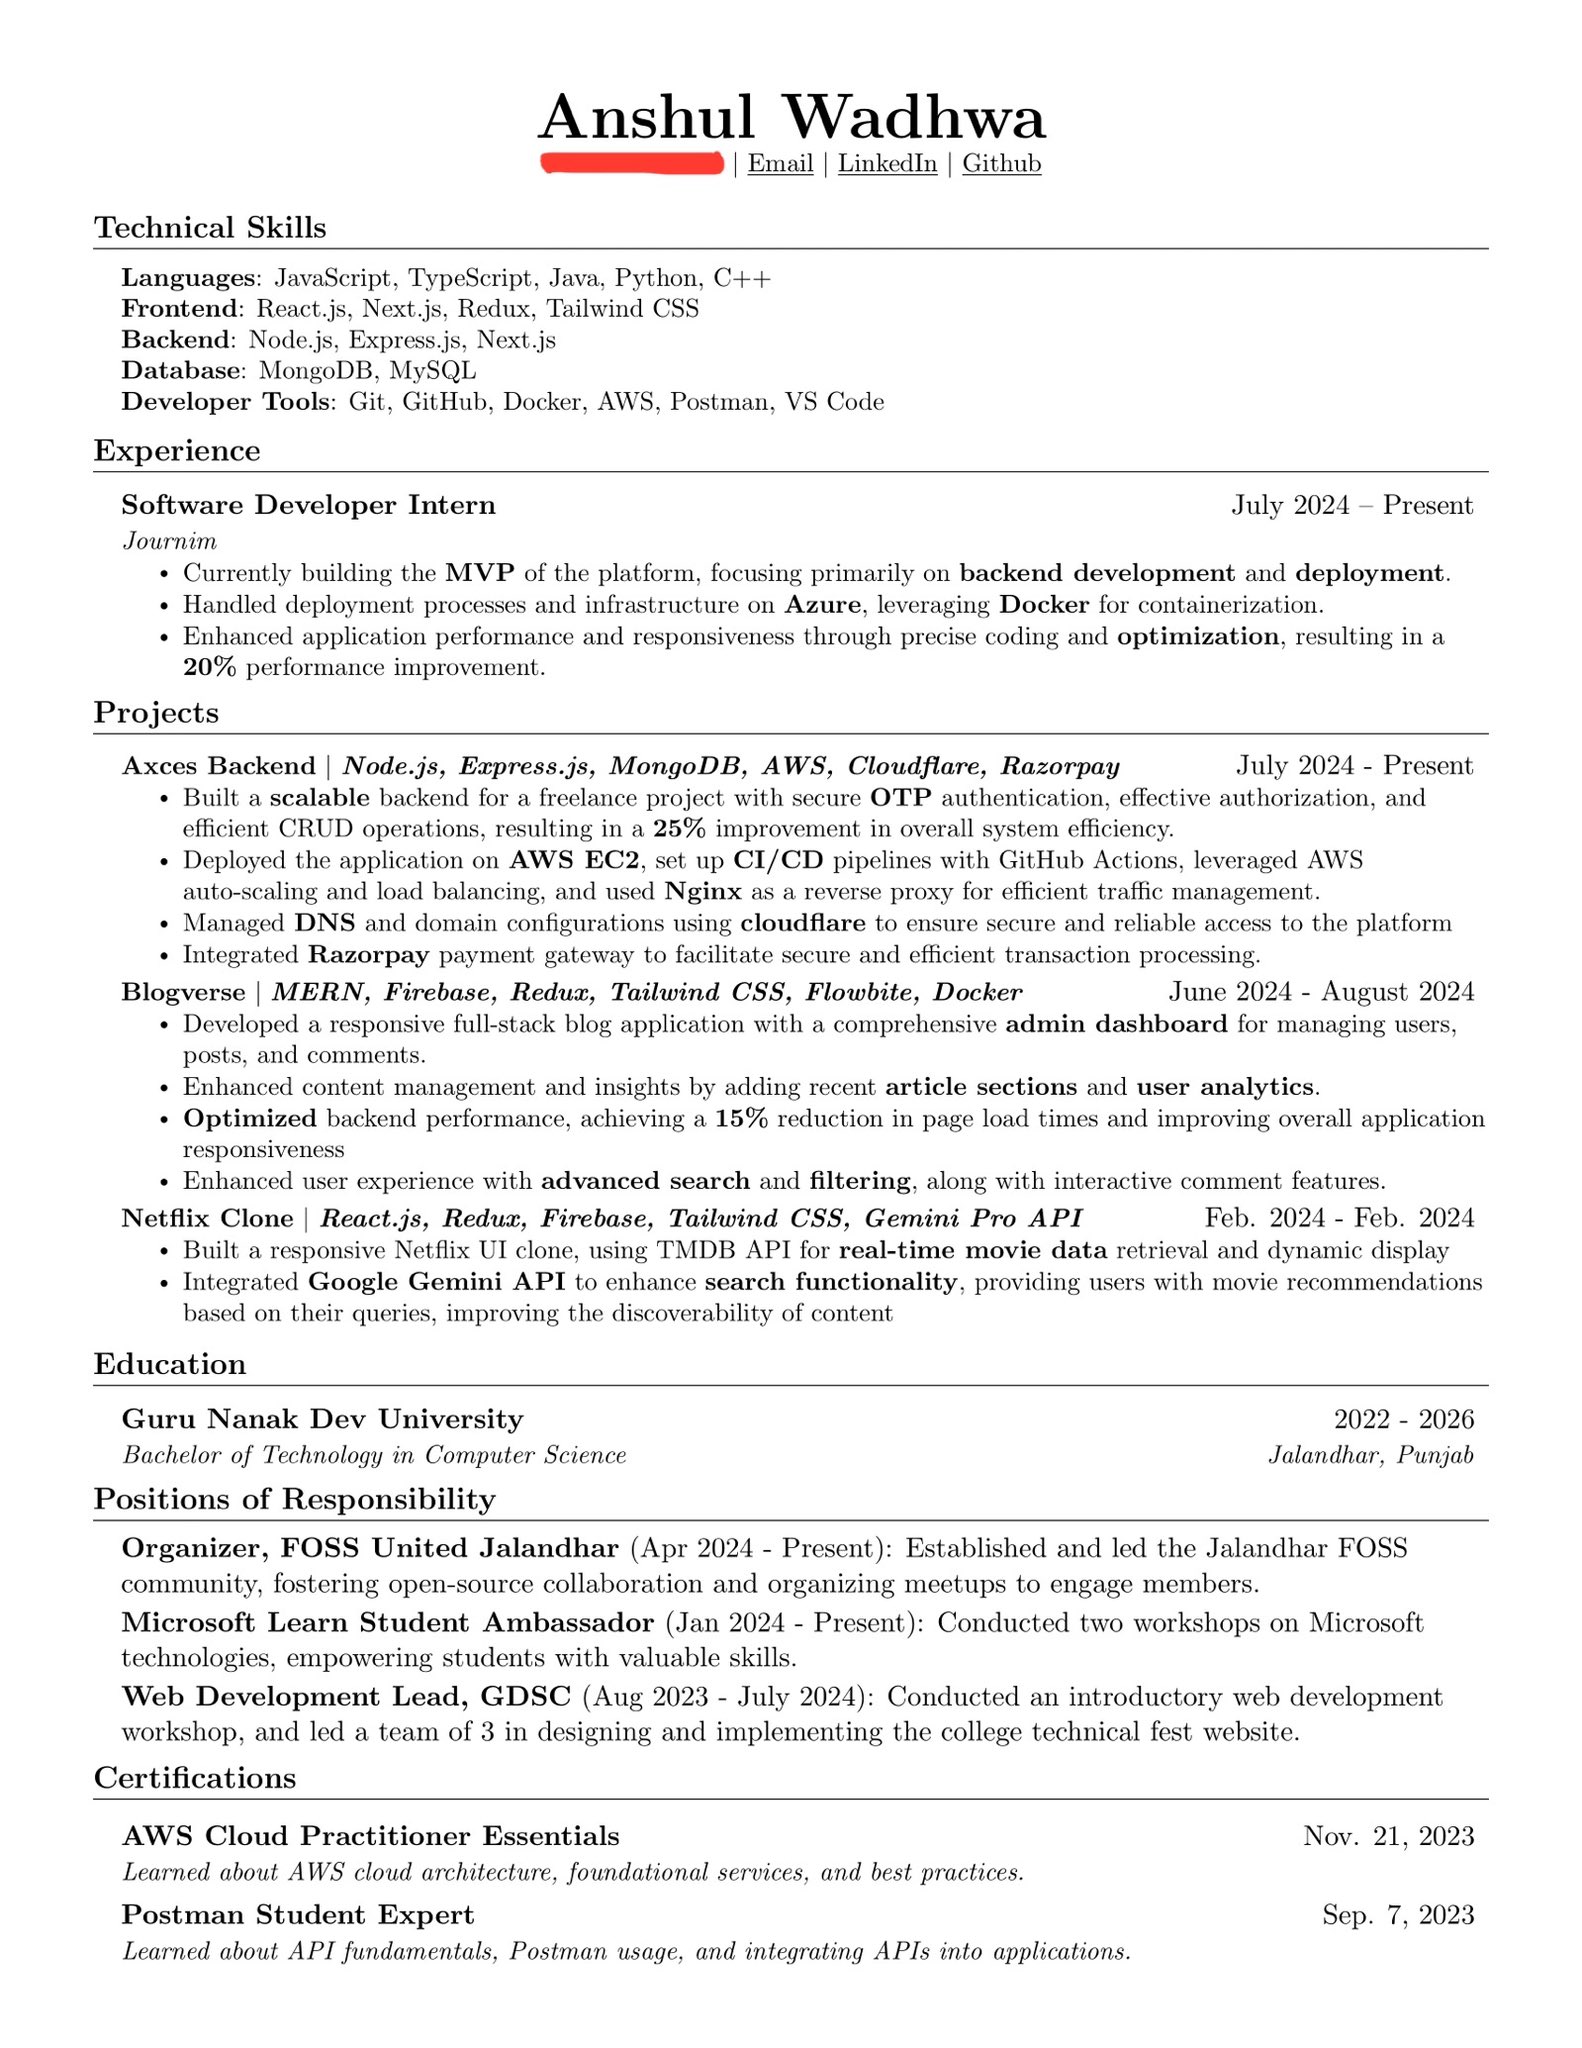 Anshul Wadhwa
| Email | LinkedIn | Github
Technical Skills
Languages: JavaScript, TypeScript, Java, Python, C++
Frontend: React.js, Next.js, Redux, Tailwind CSS
Backend: Node.js, Express.js, Next.js
Database: MongoDB, MySQL
Developer Tools: Git, GitHub, Docker, AWS, Postman, VS Code
Experience
Software Developer Intern July 2024 – Present
Journim
• Currently building the MVP of the platform, focusing primarily on backend development and deployment.
• Handled deployment processes and infrastructure on Azure, leveraging Docker for containerization.
• Enhanced application performance and responsiveness through precise coding and optimization, resulting in a
20% performance improvement.
Projects
Axces Backend | Node.js, Express.js, MongoDB, AWS, Cloudflare, Razorpay July 2024 - Present
• Built a scalable backend for a freelance project with secure OTP authentication, effective authorization, and
efficient CRUD operations, resulting in a 25% improvement in overall system efficiency.
• Deployed the application on AWS EC2, set up CI/CD pipelines with GitHub Actions, leveraged AWS
auto-scaling and load balancing, and used Nginx as a reverse proxy for efficient traffic management.
• Managed DNS and domain configurations using cloudflare to ensure secure and reliable access to the platform
• Integrated Razorpay payment gateway to facilitate secure and efficient transaction processing.
Blogverse | MERN, Firebase, Redux, Tailwind CSS, Flowbite, Docker June 2024 - August 2024
• Developed a responsive full-stack blog application with a comprehensive admin dashboard for managing users,
posts, and comments.
• Enhanced content management and insights by adding recent article sections and user analytics.
• Optimized backend performance, achieving a 15% reduction in page load times and improving overall application
responsiveness
• Enhanced user experience with advanced search and filtering, along with interactive comment features.
Netflix Clone | React.js, Redux, Firebase, Tailwind CSS, Gemini Pro API Feb. 2024 - Feb. 2024
• Built a responsive Netflix UI clone, using TMDB API for real-time movie data retrieval and dynamic display
• Integrated Google Gemini API to enhance search functionality, providing users with movie recommendations
based on their queries, improving the discoverability of content
Education
Guru Nanak Dev University 2022 - 2026
Bachelor of Technology in Computer Science Jalandhar, Punjab
Positions of Responsibility
Organizer, FOSS United Jalandhar (Apr 2024 - Present): Established and led the Jalandhar FOSS
community, fostering open-source collaboration and organizing meetups to engage members.
Microsoft Learn Student Ambassador (Jan 2024 - Present): Conducted two workshops on Microsoft
technologies, empowering students with valuable skills.
Web Development Lead, GDSC (Aug 2023 - July 2024): Conducted an introductory web development
workshop, and led a team of 3 in designing and implementing the college technical fest website.
Certifications
AWS Cloud Practitioner Essentials Nov. 21, 2023
Learned about AWS cloud architecture, foundational services, and best practices.
Postman Student Expert Sep. 7, 2023
Learned about API fundamentals, Postman usage, and integrating APIs into applications.